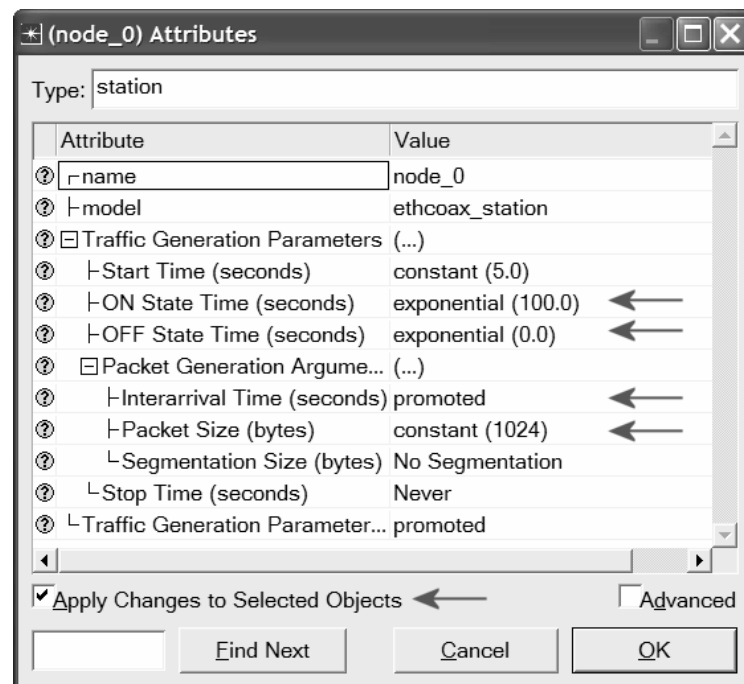 (node_0) Attributes
Type: station
Attribute Value
name node_0
model ethcoax_station
Traffic Generation Parameters (...)
Start Time (seconds) constant (5.0)
ON State Time (seconds) exponential (100.0)
OFF State Time (seconds) exponential (0.0)
Packet Generation Argume... (...)
Interarrival Time (seconds) promoted
Packet Size (bytes) constant (1024)
Segmentation Size (bytes) No Segmentation
Stop Time (seconds) Never
Traffic Generation Parameter... promoted
Apply Changes to Selected Objects Advanced
Find Next Cancel OK